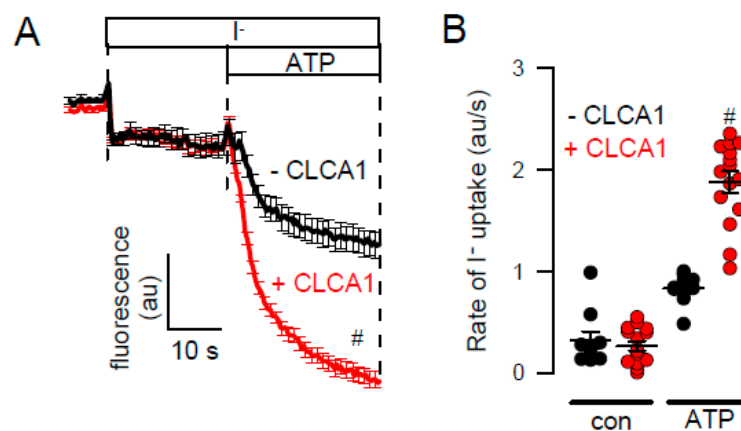 A
I-
ATP
- CLCA1
+ CLCA1
fluorescence
(au)
10 s
#
B
Rate of I- uptake (au/s)
3
2
1
0
- CLCA1
+ CLCA1
#
con
ATP